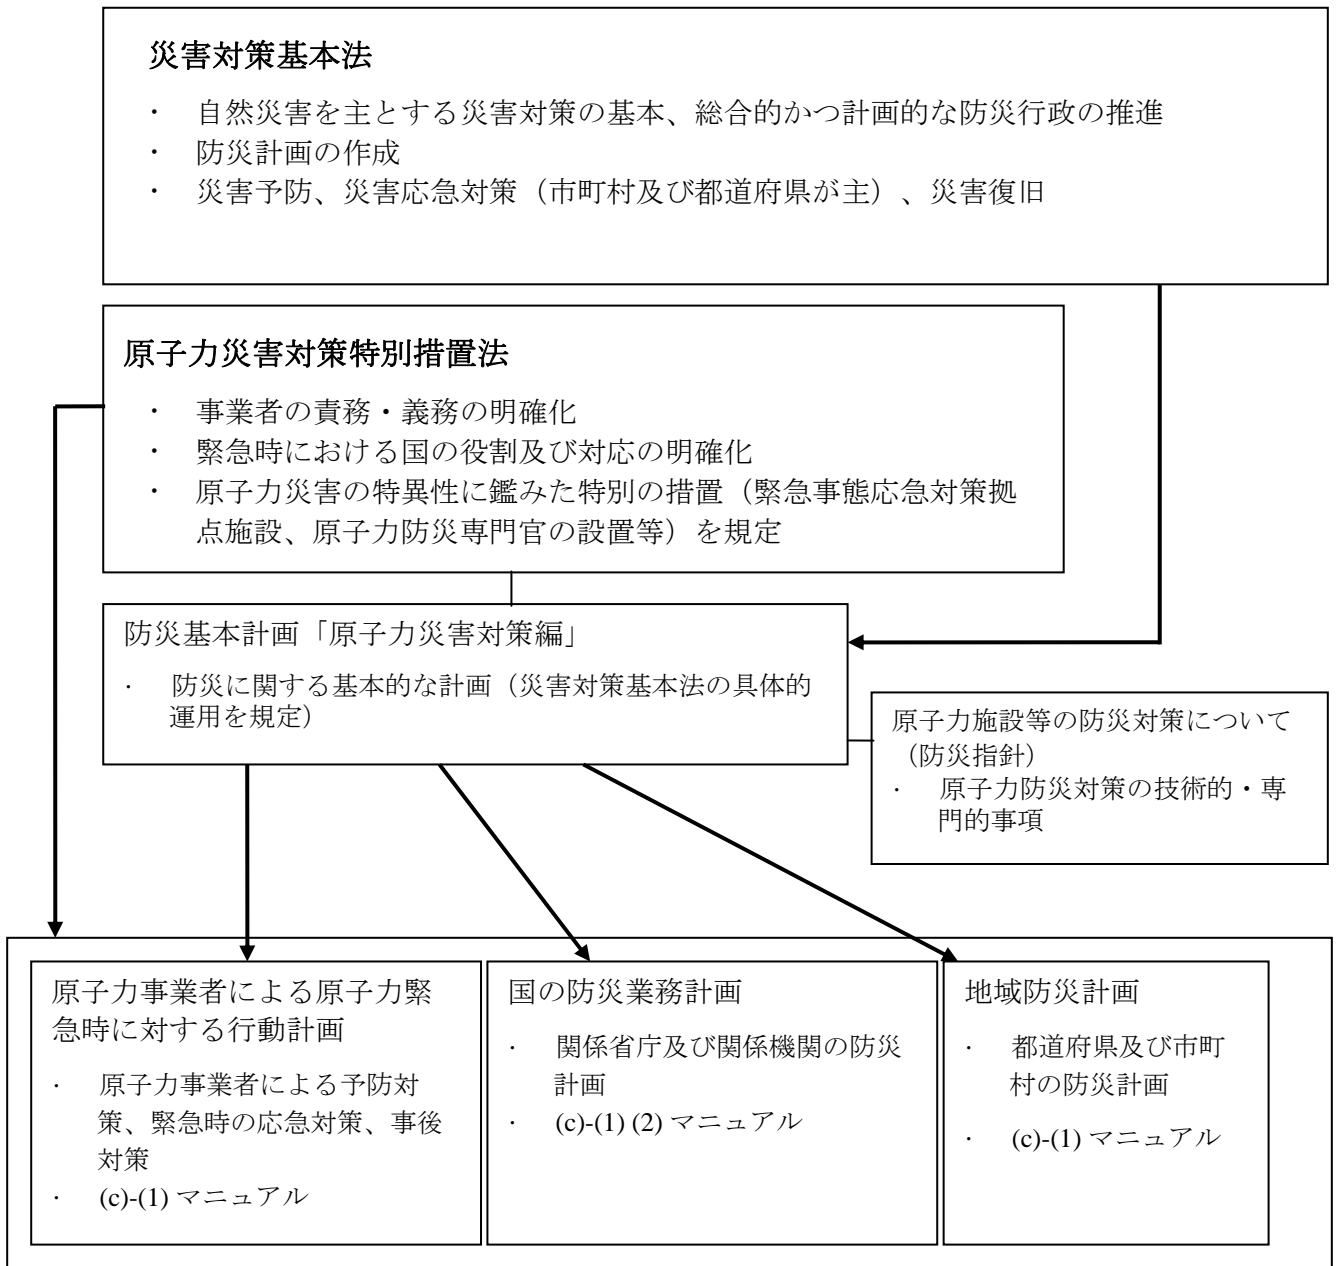 災害対策基本法
・ 自然災害を主とする災害対策の基本、総合的かつ計画的な防災行政の推進
・ 防災計画の作成
・ 災害予防、災害応急対策（市町村及び都道府県が主）、災害復旧
原子力災害対策特別措置法
・ 事業者の責務・義務の明確化
・ 緊急時における国の役割及び対応の明確化
・ 原子力災害の特異性に鑑みた特別の措置（緊急事態応急対策拠
点施設、原子力防災専門官の設置等）を規定
防災基本計画「原子力災害対策編」
・ 防災に関する基本的な計画（災害対策基本法の具体的
運用を規定）
原子力施設等の防災対策について
（防災指針）
・ 原子力防災対策の技術的・専
門的事項
原子力事業者による原子力緊
急時に対する行動計画
・ 原子力事業者による予防対
策、緊急時の応急対策、事後
対策
・ (c)-(1) マニュアル
国の防災業務計画
・ 関係省庁及び関係機関の防災
計画
・ (c)-(1) (2) マニュアル
地域防災計画
・ 都道府県及び市町
村の防災計画
・ (c)-(1) マニュアル